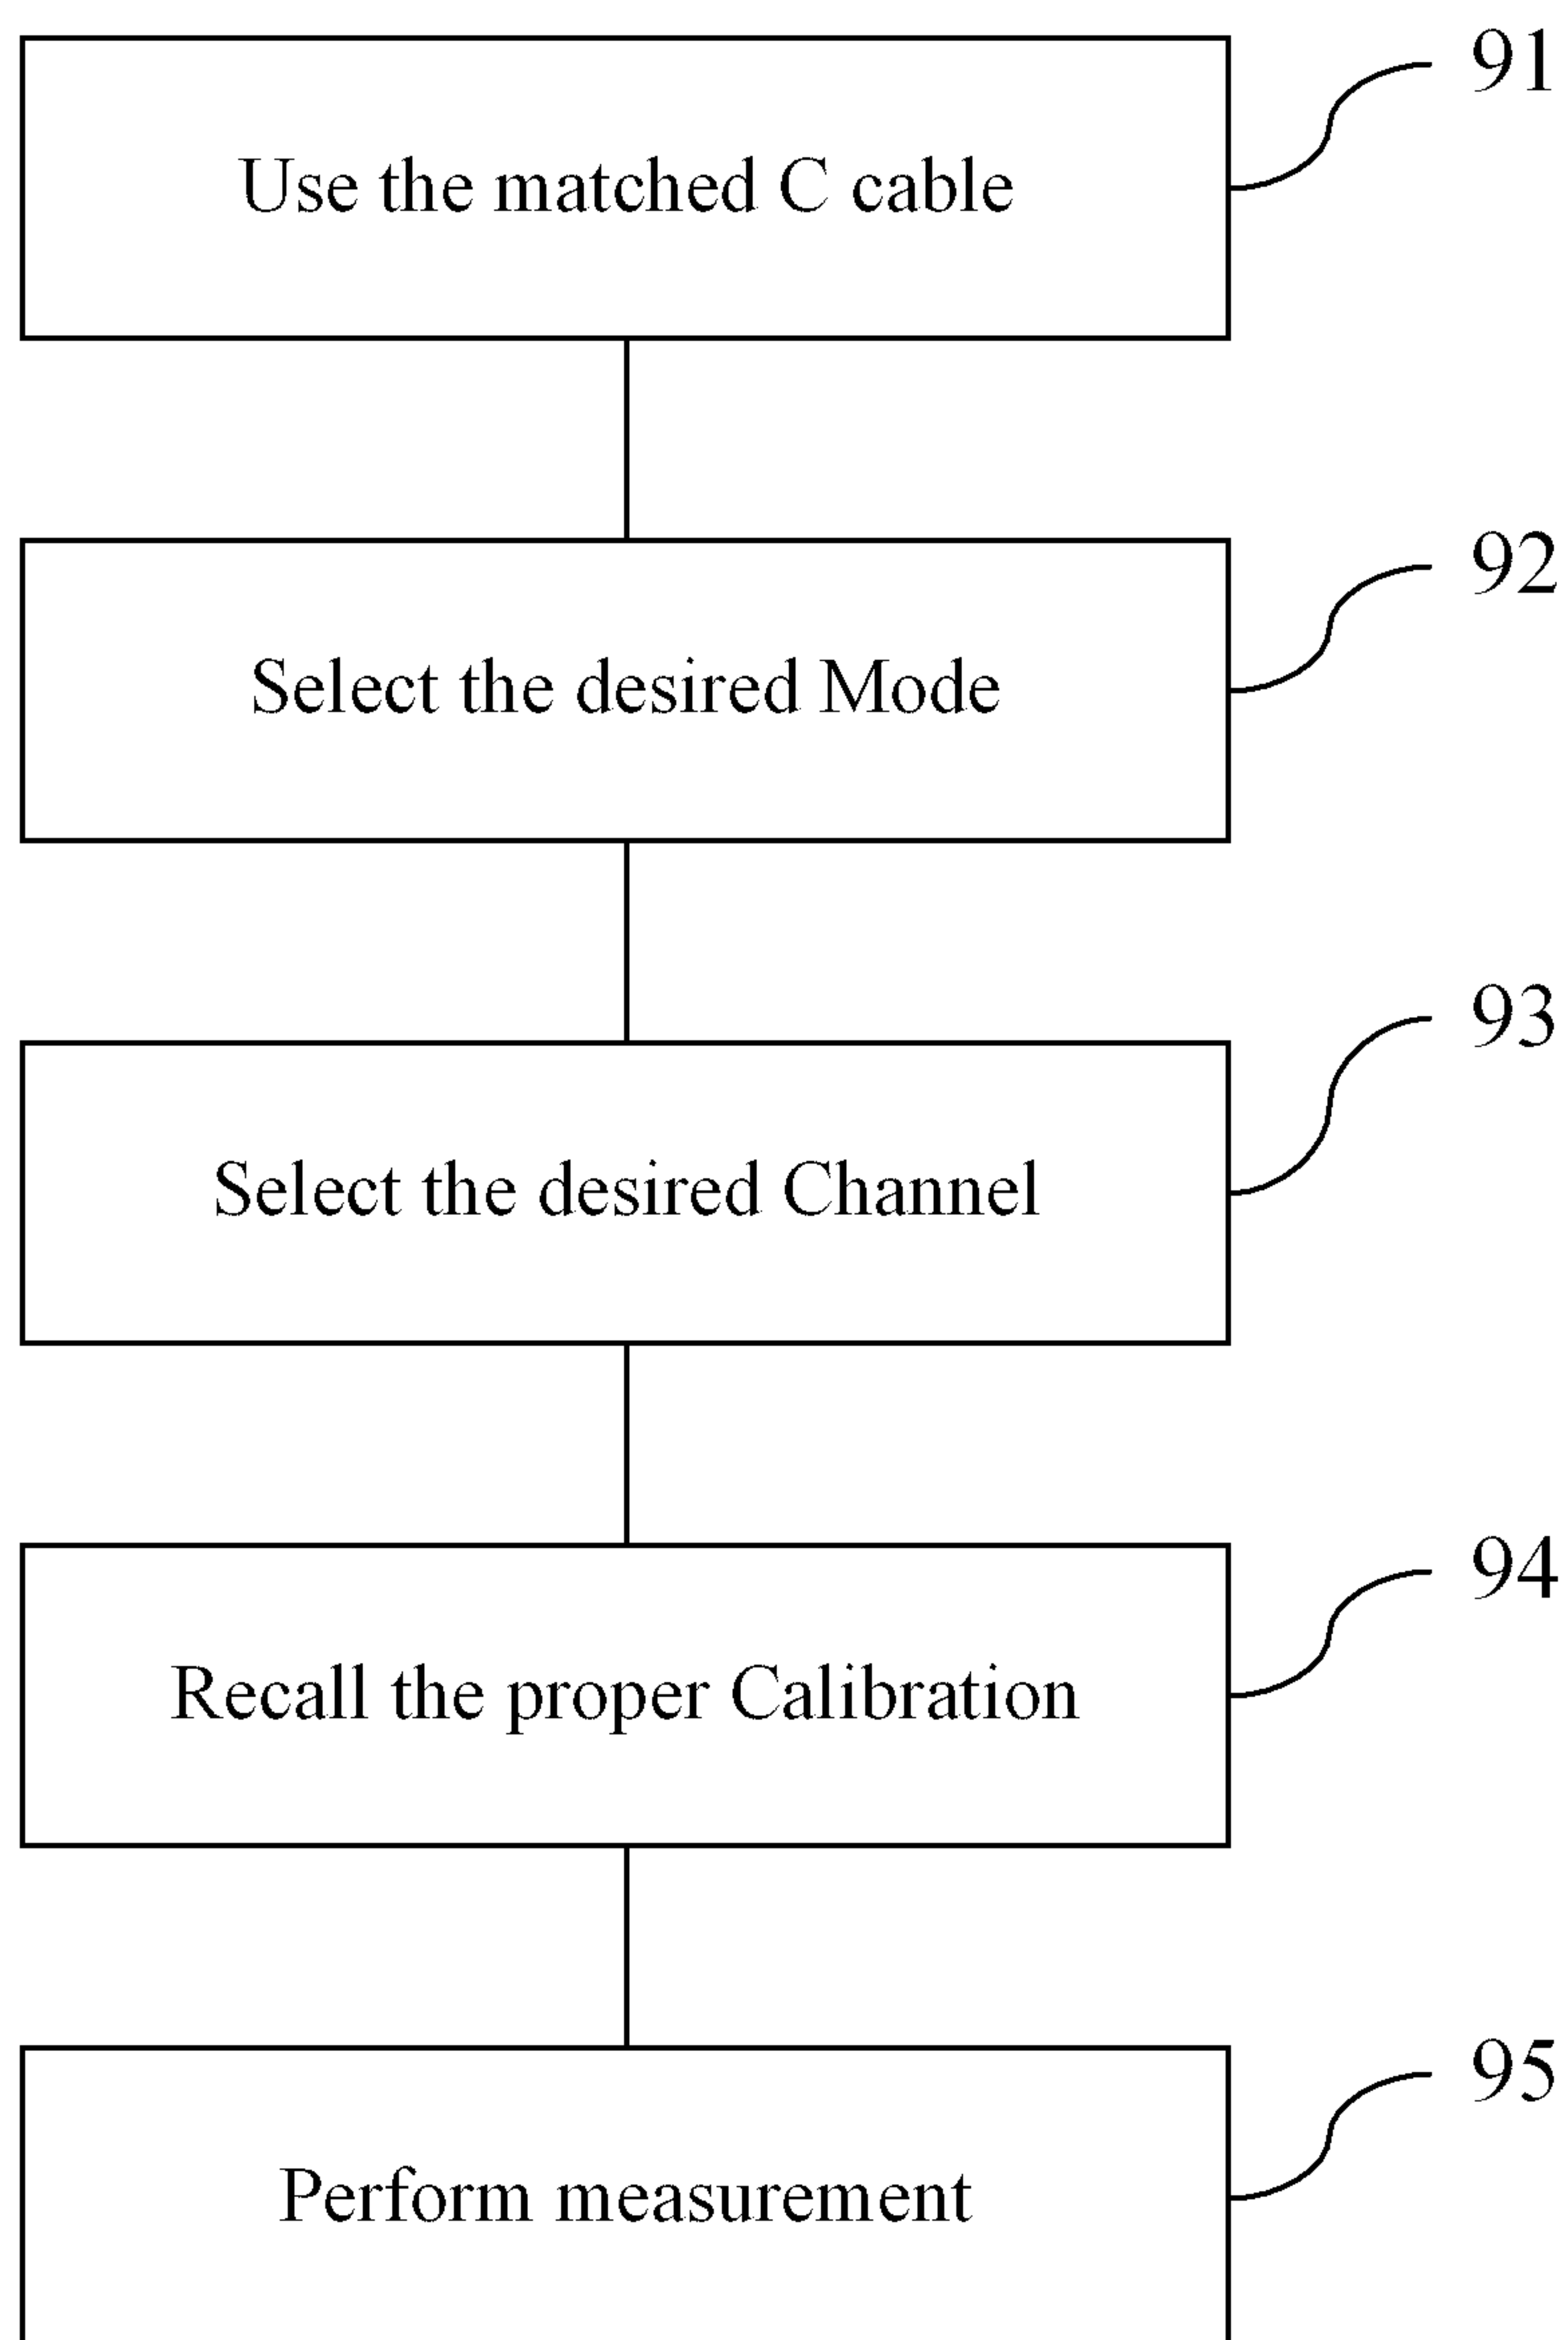 Use the matched C cable
91
Select the desired Mode
92
Select the desired Channel
93
Recall the proper Calibration
94
Perform measurement
95